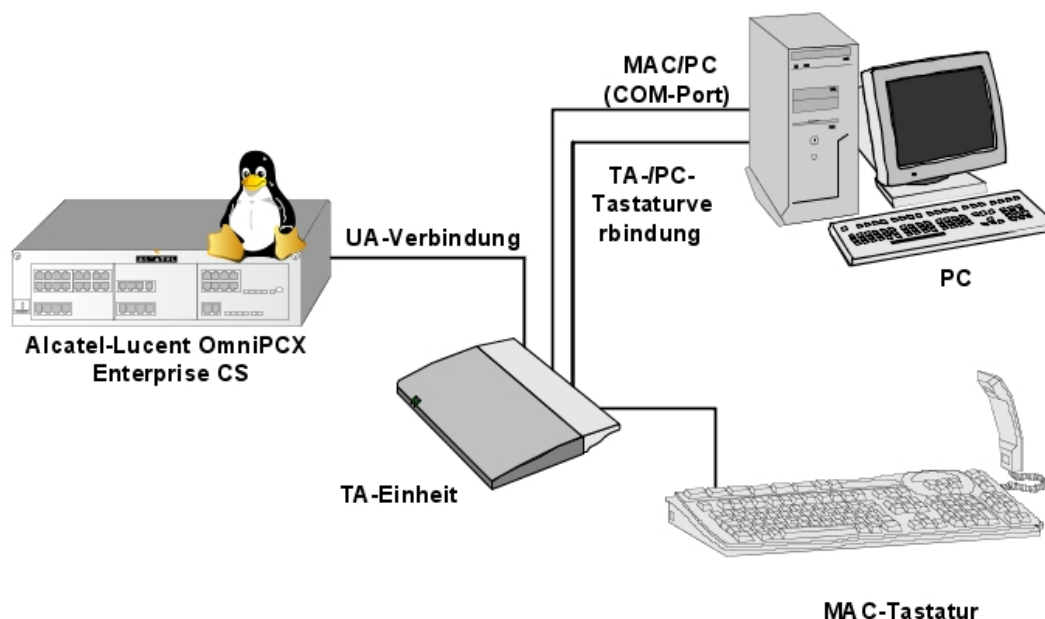 MAC/PC
(COM-Port)
TA-/PC-
Tastaturve
rbindung
UA-Verbindung
PC
Alcatel-Lucent OmniPCX
Enterprise CS
TA-Einheit
MAC-Tastatur